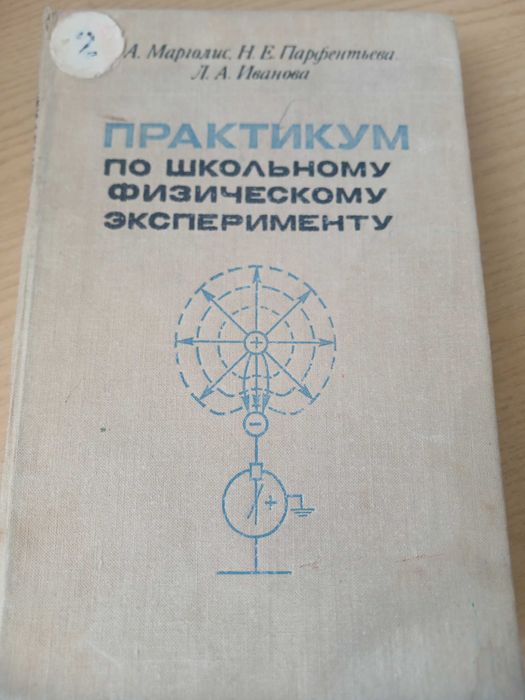 2
А. Марголис, Н. Е. Парфентьева,
Л. А. Иванова
ПРАКТИКУМ
ПО ШКОЛЬНОМУ
ФИЗИЧЕСКОМУ
ЭКСПЕРИМЕНТУ
+
−
+